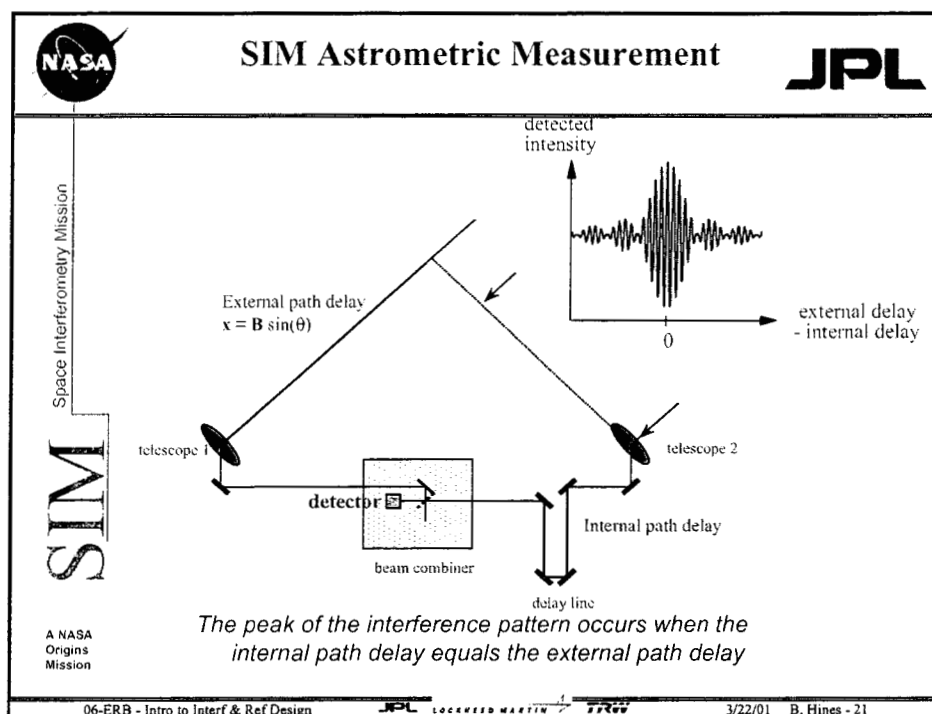 NASA
SIM Astrometric Measurement
JPL
Space Interferometry Mission
SIM
detected
intensity
external delay
- internal delay
0
External path delay
x = B sin(θ)
telescope 1
telescope 2
detector
beam combiner
Internal path delay
delay line
The peak of the interference pattern occurs when the
internal path delay equals the external path delay
A NASA
Origins
Mission
06-ERB - Intro to Interf & Ref Design
JPL
LOCKHEED MARTIN
TRW
3/22/01
B. Hines - 21